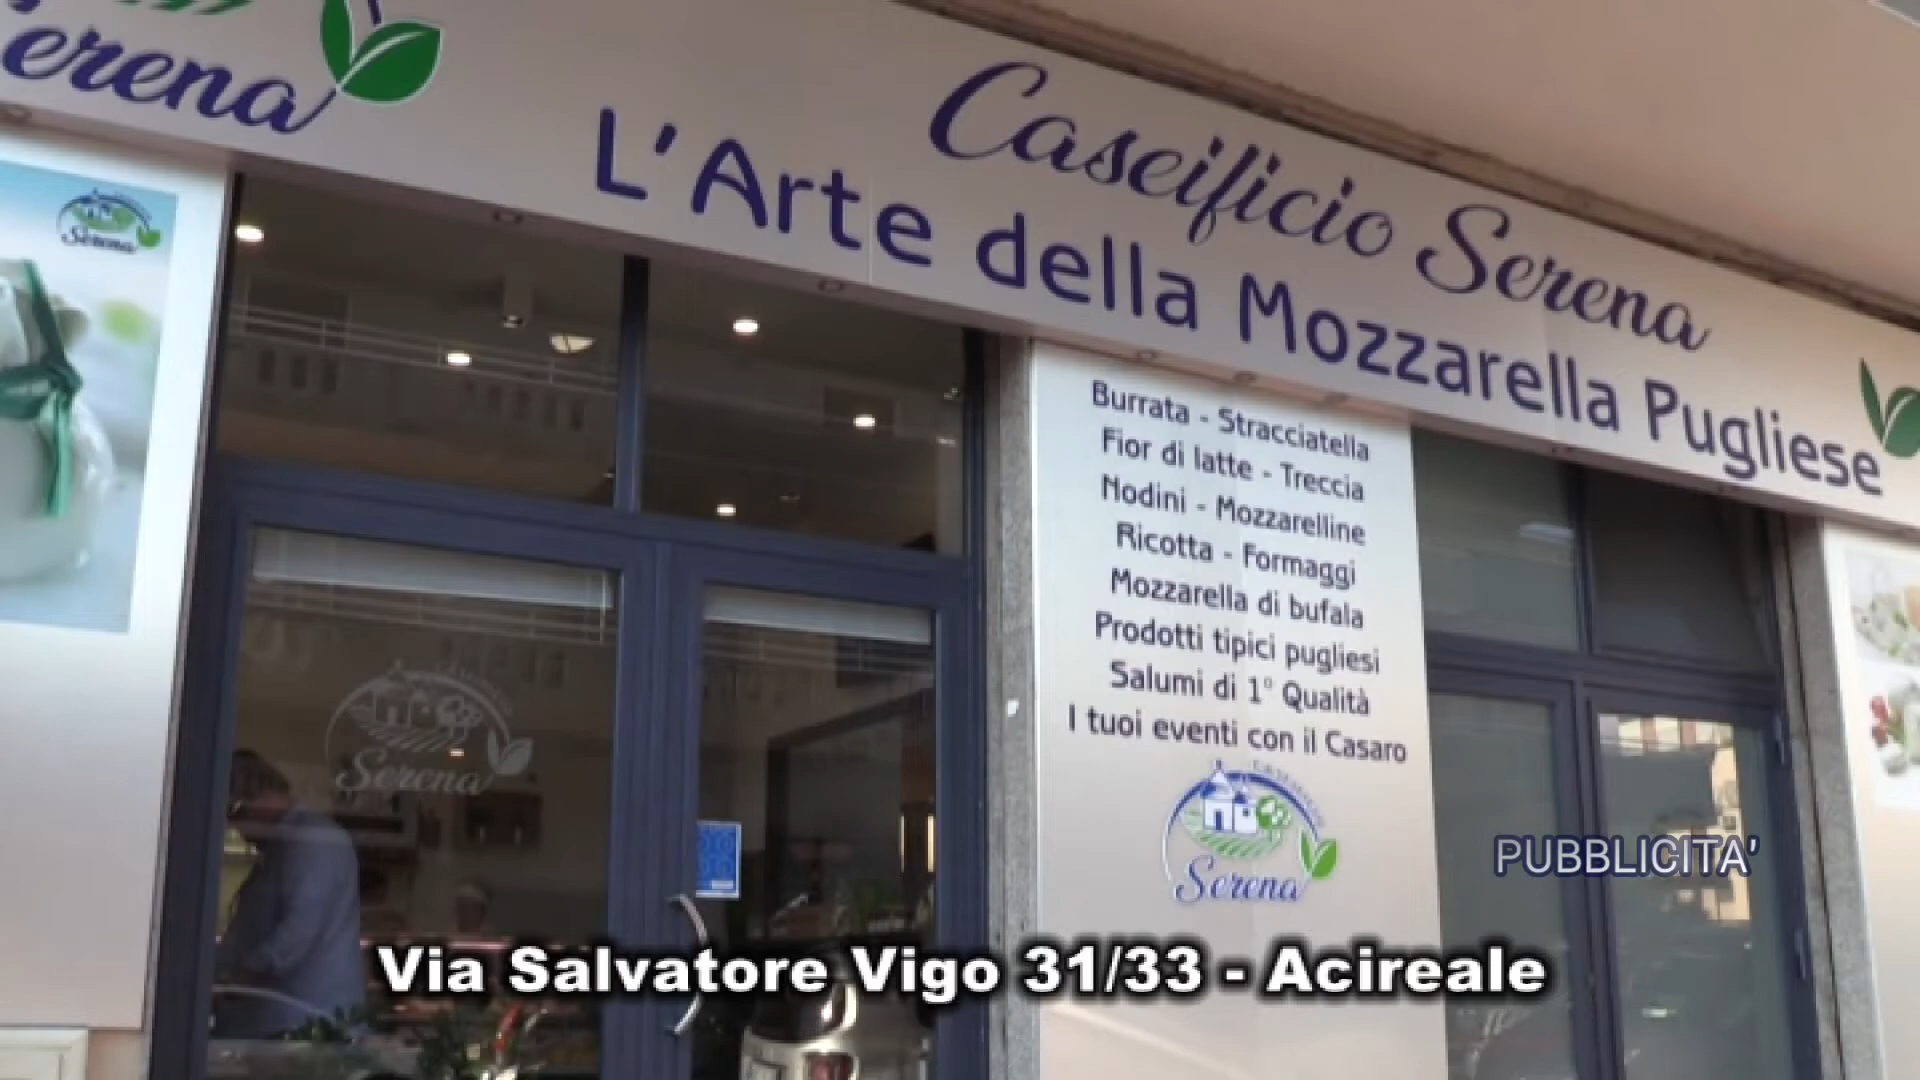 Serena
Caseificio Serena
L'Arte della Mozzarella Pugliese
Serena
Burrata - Stracciatella
Fior di latte - Treccia
Nodini - Mozzarelline
Ricotta - Formaggi
Mozzarella di bufala
Prodotti tipici pugliesi
Salumi di 1° Qualità
I tuoi eventi con il Casaro
Serena
Serena
PUBBLICITA'
Via Salvatore Vigo 31/33 - Acireale